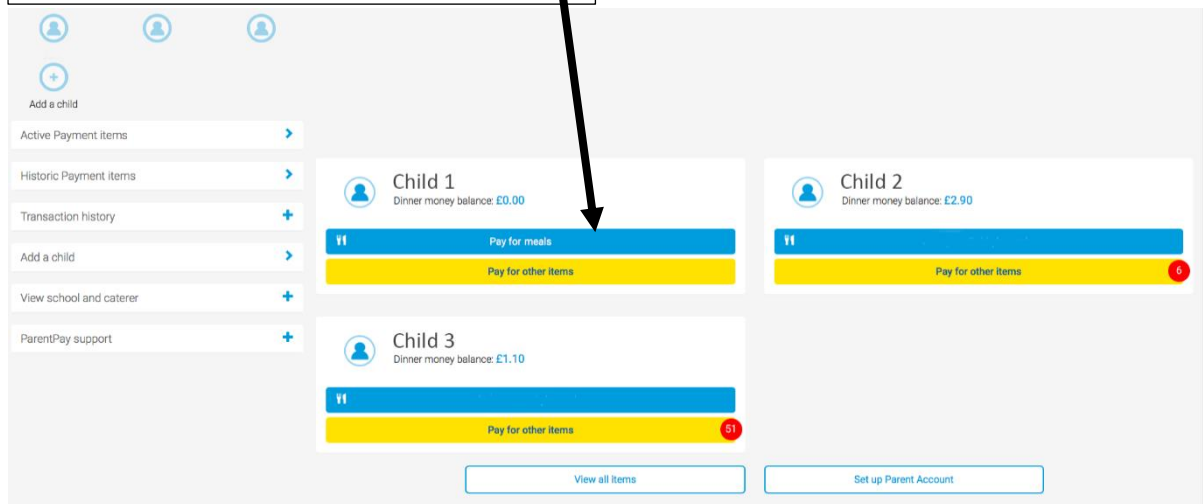 Add a child
Active Payment items
Historic Payment items
Transaction history
Add a child
View school and caterer
ParentPay support
Child 1
Dinner money balance: £0.00
Pay for meals
Pay for other items
Child 2
Dinner money balance: £2.90
Pay for other items
6
Child 3
Dinner money balance: £1.10
Pay for other items
51
View all items
Set up Parent Account